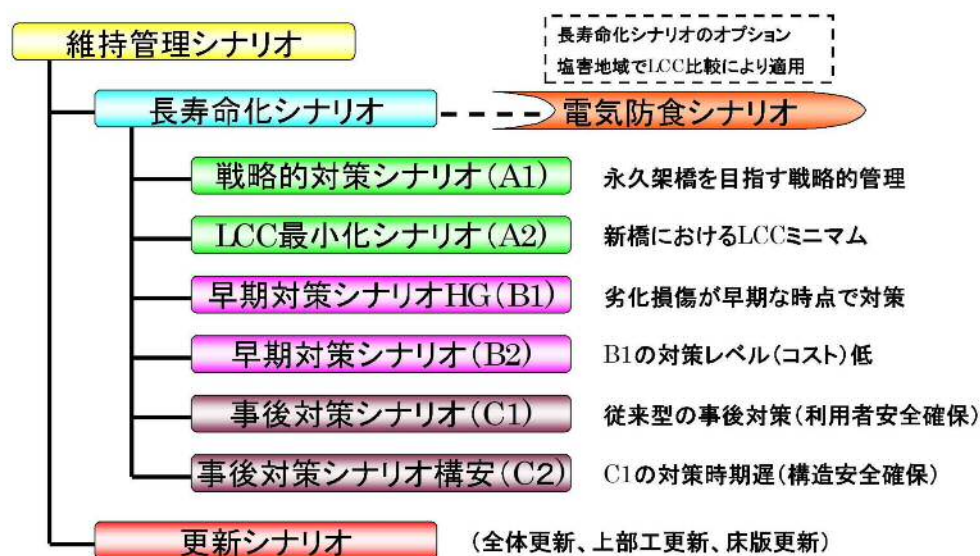 維持管理シナリオ
長寿命化シナリオのオプション
塩害地域でLCC比較により適用
長寿命化シナリオ
電気防食シナリオ
戦略的対策シナリオ(A1)
永久架橋を目指す戦略的管理
LCC最小化シナリオ(A2)
新橋におけるLCCミニマム
早期対策シナリオHG(B1)
劣化損傷が早期な時点で対策
早期対策シナリオ(B2)
B1の対策レベル(コスト)低
事後対策シナリオ(C1)
従来型の事後対策(利用者安全確保)
事後対策シナリオ構安(C2)
C1の対策時期遅(構造安全確保)
更新シナリオ
(全体更新、上部工更新、床版更新)